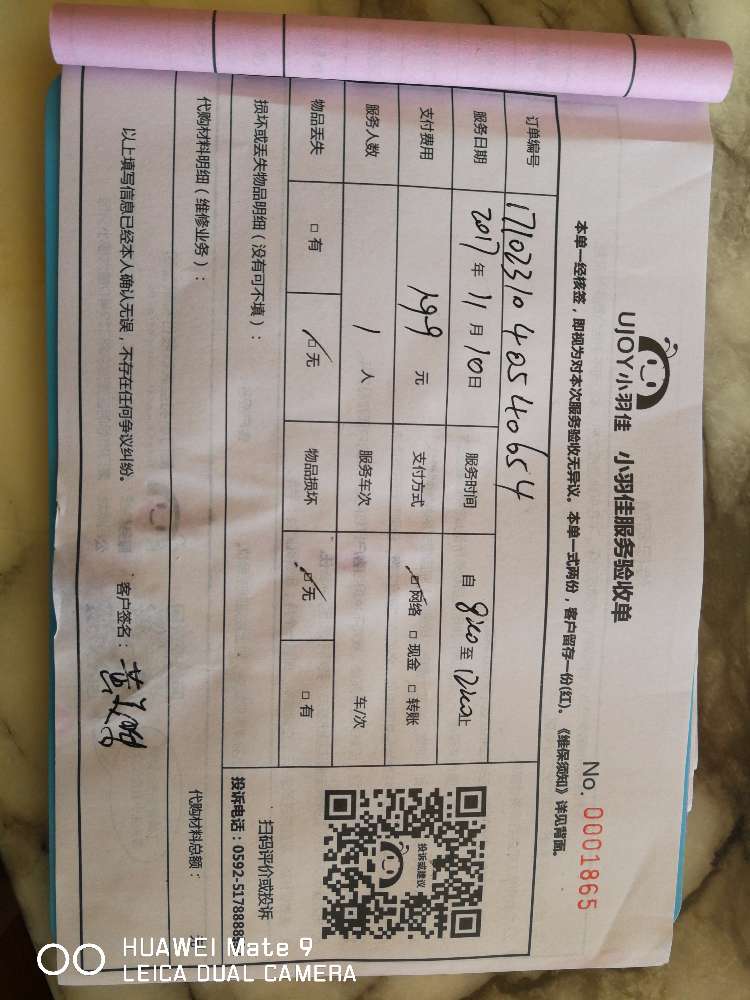 UJOY小羽佳 小羽佳服务验收单
No. 0001865
本单一经核签，即视为对本次服务验收无异议。本单一式两份，客户留存一份(红)。《维保须知》详见背面。
订单编号 17102310405440654
服务日期 2017年11月10日 服务时间 自 至 止
支付费用 199元 支付方式 ☑网络 □现金 □转账
服务人数 1人 服务车次 车/次
物品丢失 □有 ☑无 物品损坏 ☑无 □有
损坏或丢失物品明细（没有可不填）：
代购材料明细（维修业务）： 代购材料总额：
投诉或建议
扫码评价或投诉
投诉电话：0592-5178888
以上填写信息已经本人确认无误，不存在任何争议纠纷。 客户签名：
HUAWEI Mate 9
LEICA DUAL CAMERA